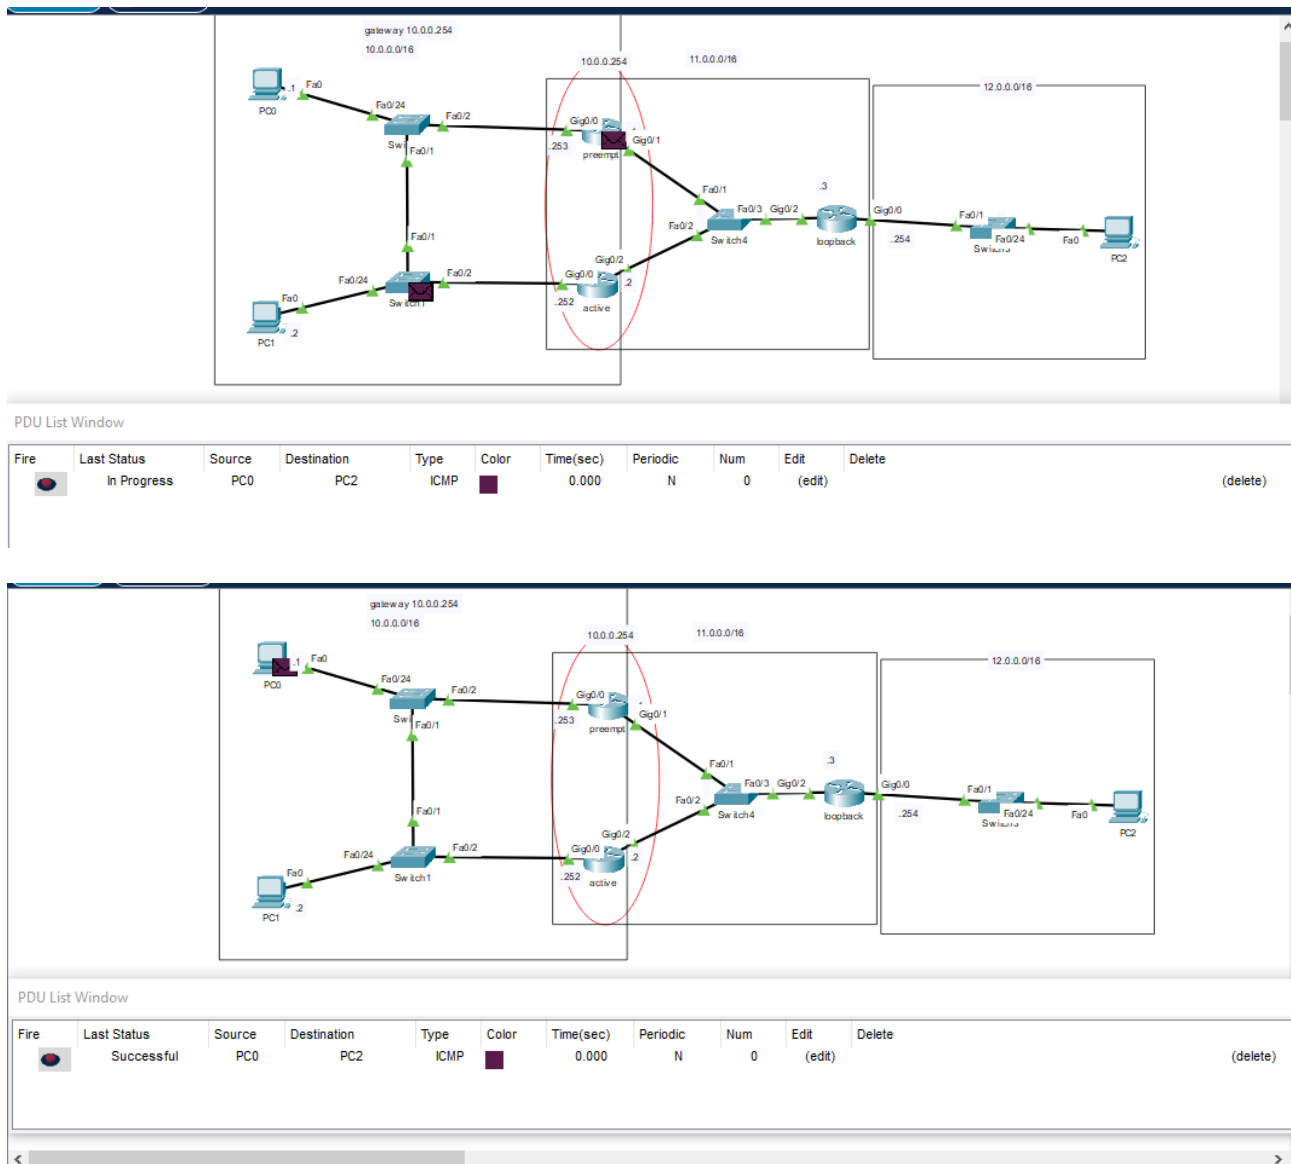 gateway 10.0.0.254
10.0.0.0/16
10.0.0.254
11.0.0.0/16
12.0.0.0/16
.1
Fa0
PC0
Fa0/24
Fa0/2
Gig0/0
Swi
Fa0/1
.253
preempt
Gig0/1
Fa0/1
.3
Fa0/3
Gig0/2
Gig0/0
Fa0/1
Fa0/2
Switch4
loopback
.254
Fa0/24
Fa0
PC2
Fa0/1
Gig0/2
Fa0/24
Fa0/2
Gig0/0
.2
Fa0
Switch1
.252
active
PC1
.2
PDU List Window
Fire Last Status Source Destination Type Color Time(sec) Periodic Num Edit Delete
In Progress PC0 PC2 ICMP 0.000 N 0 (edit) (delete)
gateway 10.0.0.254
10.0.0.0/16
10.0.0.254
11.0.0.0/16
12.0.0.0/16
.1
Fa0
PC0
Fa0/24
Fa0/2
Gig0/0
Swi
Fa0/1
.253
preempt
Gig0/1
Fa0/1
.3
Fa0/3
Gig0/2
Gig0/0
Fa0/1
Fa0/2
Switch4
loopback
.254
Fa0/24
Fa0
PC2
Fa0/1
Gig0/2
Fa0/24
Fa0/2
Gig0/0
.2
Fa0
Switch1
.252
active
PC1
.2
PDU List Window
Fire Last Status Source Destination Type Color Time(sec) Periodic Num Edit Delete
Successful PC0 PC2 ICMP 0.000 N 0 (edit) (delete)